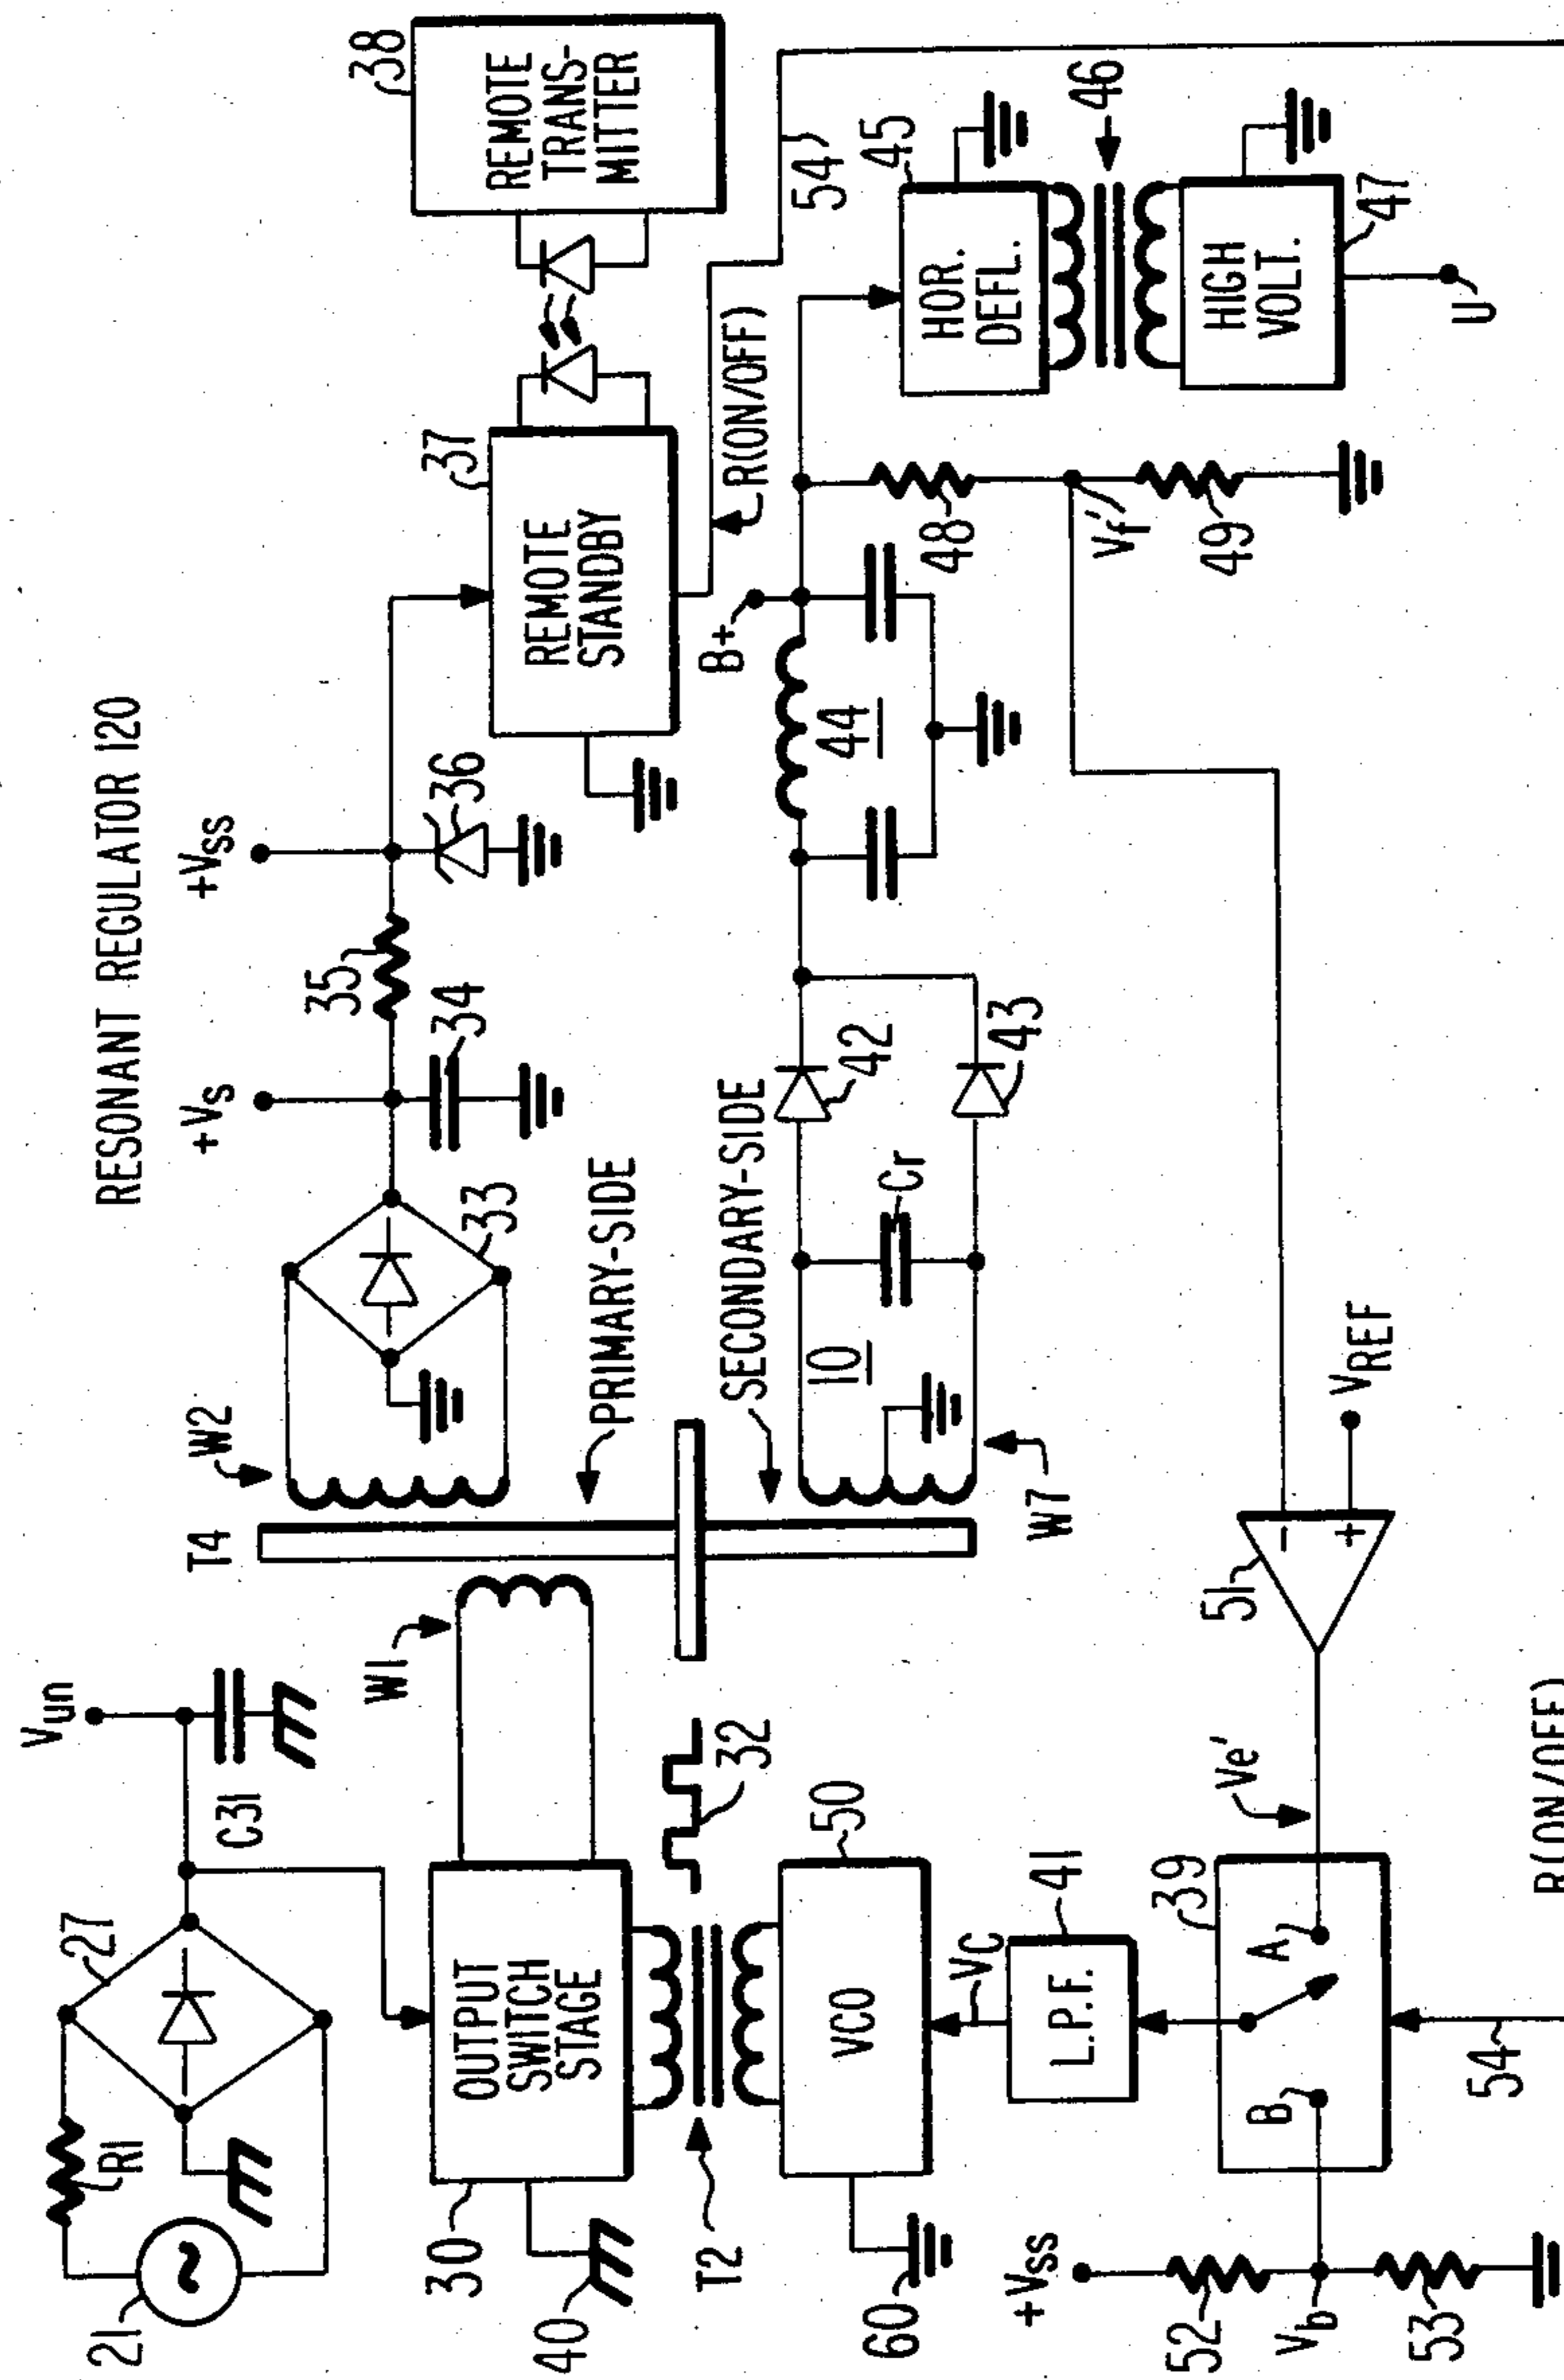 RESONANT REGULATOR 120
21
R1
27
Vun
C31
T4
W2
33
+Vs
34
35
+Vss
36
37
REMOTE
STANDBY
38
REMOTE
TRANS-
MITTER
30
OUTPUT
SWITCH
STAGE
40
W1
PRIMARY-SIDE
SECONDARY-SIDE
R(ON/OFF)
54
T2
32
10
Cr
W7
42
43
44
B+
45
HOR.
DEFL.
46
HIGH
VOLT.
47
U
48
Vf'
49
60
VCO
50
VC
L.P.F.
41
39
B
A
Ve'
51
-
+
VREF
+Vss
52
Vb
53
54
R(ON/OFF)